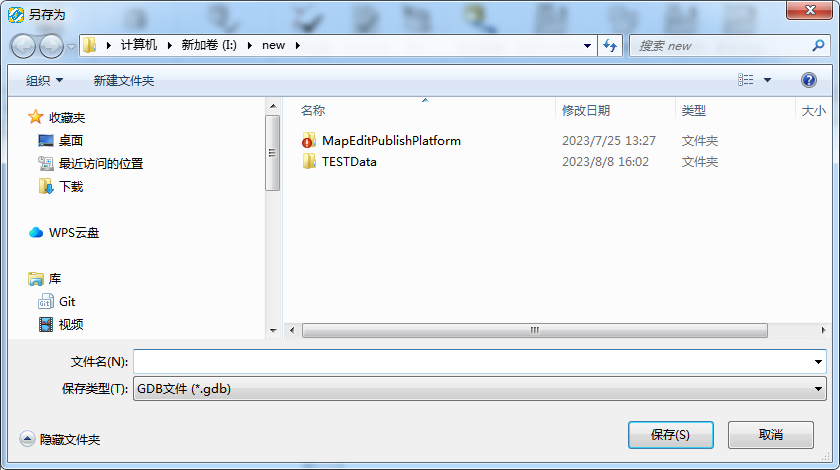 另存为
计算机 新加卷 (I:) new
搜索 new
组织 新建文件夹
收藏夹
桌面
最近访问的位置
下载
WPS云盘
库
Git
视频
名称 修改日期 类型 大小
MapEditPublishPlatform 2023/7/25 13:27 文件夹
TESTData 2023/8/8 16:02 文件夹
文件名(N):
保存类型(T): GDB文件 (*.gdb)
隐藏文件夹 保存(S) 取消